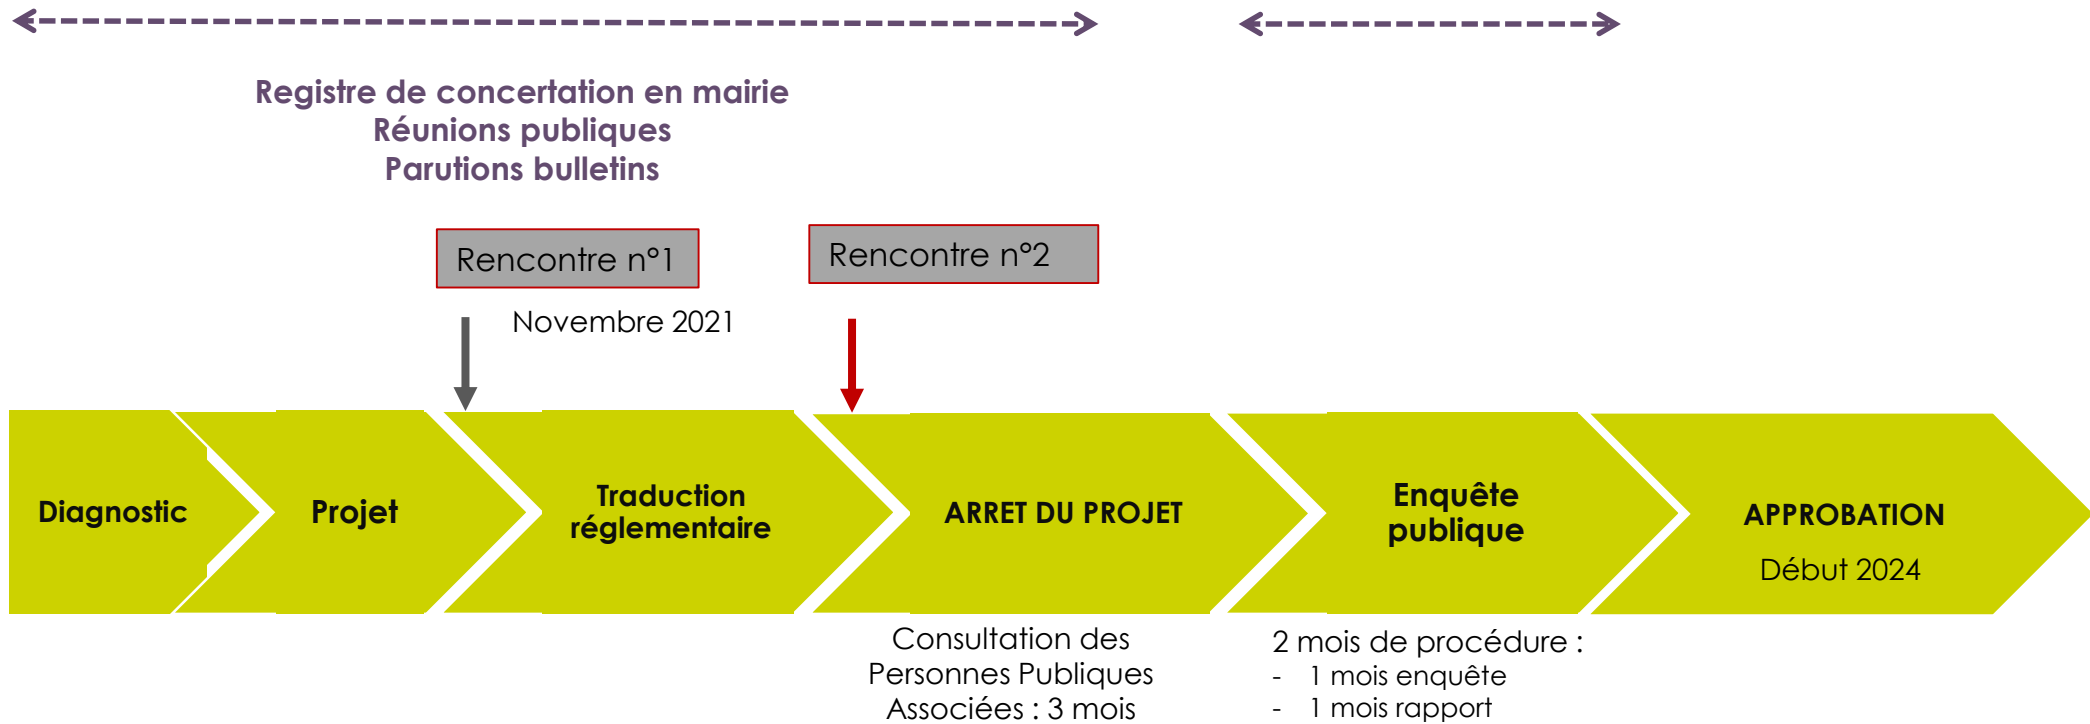 Registre de concertation en mairie
Réunions publiques
Parutions bulletins
Rencontre n°1
Rencontre n°2
Novembre 2021
Diagnostic
Projet
Traduction
réglementaire
ARRET DU PROJET
Enquête
publique
APPROBATION
Début 2024
Consultation des
Personnes Publiques
Associées : 3 mois
2 mois de procédure :
- 1 mois enquête
- 1 mois rapport